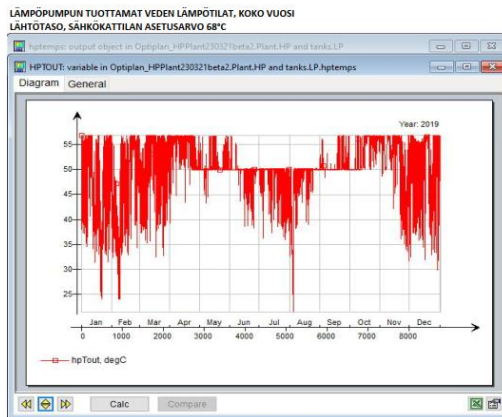 LÄMPÖPUMPUN TUOTTAMAT VEDEN LÄMPÖTILAT, KOKO VUOSI
LÄHTÖTASO, SÄHKÖKATTILAN ASETUSARVO 68°C
hptemps: output object in Optiplan_HPPlant230321beta2.Plant.HP and tanks.LP
HPTOUT: variable in Optiplan_HPPlant230321beta2.Plant.HP and tanks.LP.hptemps
Diagram General
Year: 2019
55
50
45
40
35
30
25
Jan Feb Mar Apr May Jun Jul Aug Sep Oct Nov Dec
0 1000 2000 3000 4000 5000 6000 7000 8000
hpTout, degC
Calc Compare